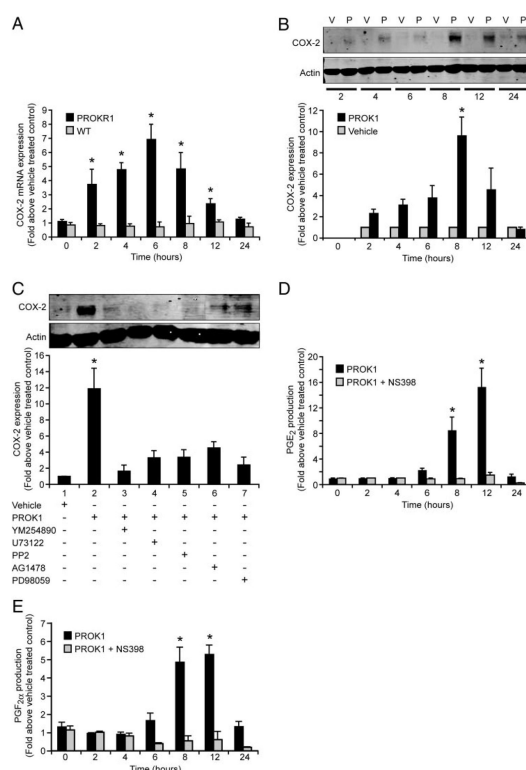 A
PROKR1
WT
COX-2 mRNA expression
(Fold above vehicle treated control)
9
8
7
6
5
4
3
2
1
0
* * * * *
0 2 4 6 8 12 24
Time (hours)
B
V P V P V P V P V P V P
COX-2
Actin
2 4 6 8 12 24
PROK1
Vehicle
COX-2 expression
(Fold above vehicle treated control)
12
10
8
6
4
2
0
*
0 2 4 6 8 12 24
Time (hours)
C
COX-2
Actin
COX-2 expression
(Fold above vehicle treated control)
16
14
12
10
8
6
4
2
0
*
1 2 3 4 5 6 7
Vehicle + - - - - - -
PROK1 - + + + + + +
YM254890 - - + - - - -
U73122 - - - + - - -
PP2 - - - - + - -
AG1478 - - - - - + -
PD98059 - - - - - - +
D
PROK1
PROK1 + NS398
PGE2 production
(Fold above vehicle treated control)
20
16
12
8
4
0
* *
0 2 4 6 8 12 24
Time (hours)
E
PROK1
PROK1 + NS398
PGF2α production
(Fold above vehicle treated control)
7
6
5
4
3
2
1
0
* *
0 2 4 6 8 12 24
Time (hours)